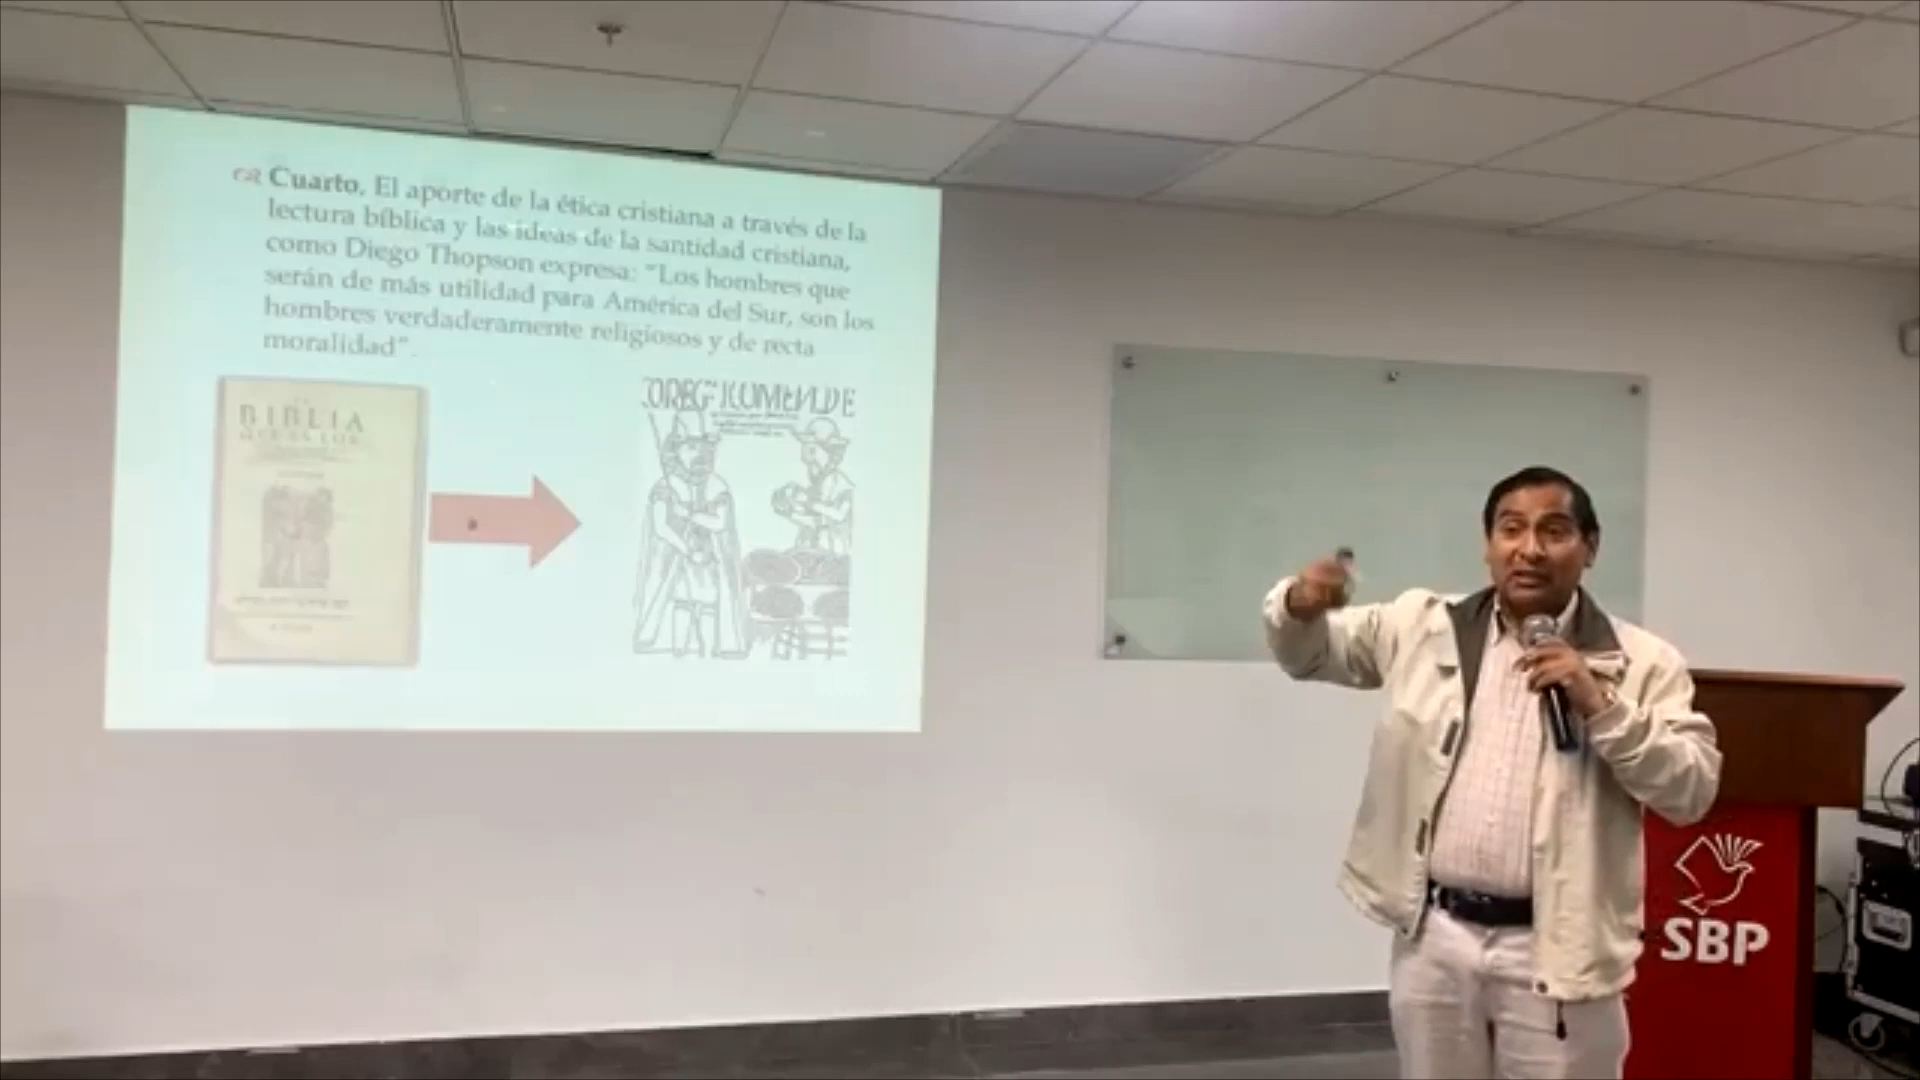 Cuarto. El aporte de la ética cristiana a través de la
lectura bíblica y las ideas de la santidad cristiana,
como Diego Thopson expresa: “Los hombres que
serán de más utilidad para América del Sur, son los
hombres verdaderamente religiosos y de recta
moralidad”.
BIBLIA
SBP